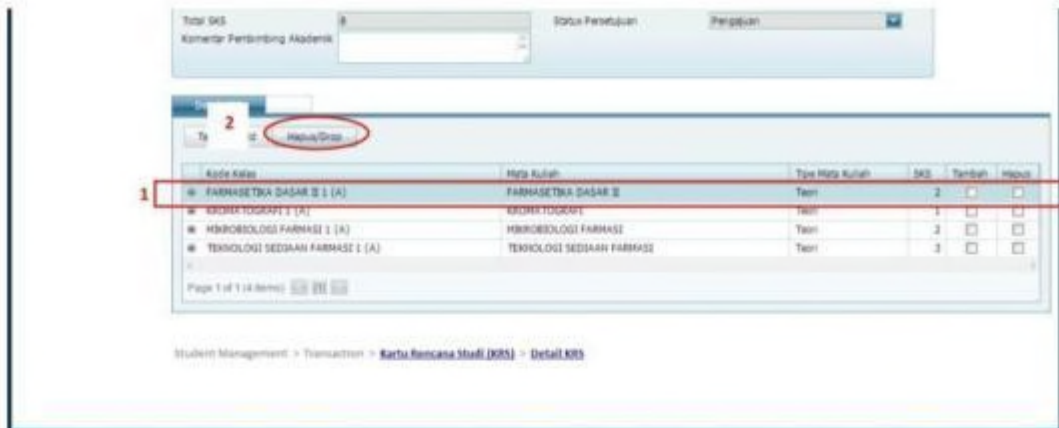 Total SKS 8 Status Persetujuan Pengajuan
Komentar Pembimbing Akademik
2
Hapus/Drop
Kode Kelas Mata Kuliah Tipe Mata Kuliah SKS Tambah Hapus
1
FARMASETIKA DASAR II 1 (A) FARMASETIKA DASAR II Teori 2
KROMATOGRAFI 1 (A) KROMATOGRAFI Teori 1
MIKROBIOLOGI FARMASI 1 (A) MIKROBIOLOGI FARMASI Teori 2
TEKNOLOGI SEDIAAN FARMASI 1 (A) TEKNOLOGI SEDIAAN FARMASI Teori 3
Page 1 of 1 (4 items) [1]
Student Management > Transaction > Kartu Rencana Studi (KRS) > Detail KRS